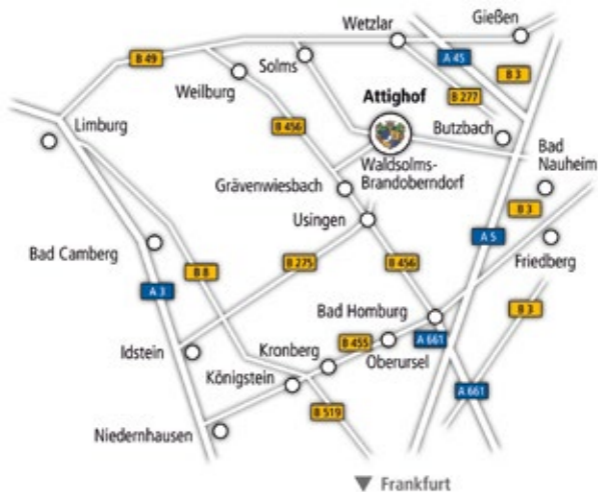 Gießen
Wetzlar
B 49
A 45
Solms
B 3
Weilburg
B 277
Attighof
Limburg
B 456
Butzbach
Bad
Nauheim
Waldsolms-
Brandoberndorf
Grävenwiesbach
B 3
Usingen
A 5
Bad Camberg
B 8
B 275
B 456
Friedberg
A 3
Bad Homburg
B 3
Idstein
Kronberg
B 455
A 661
Oberursel
Königstein
A 661
B 519
Niedernhausen
Frankfurt